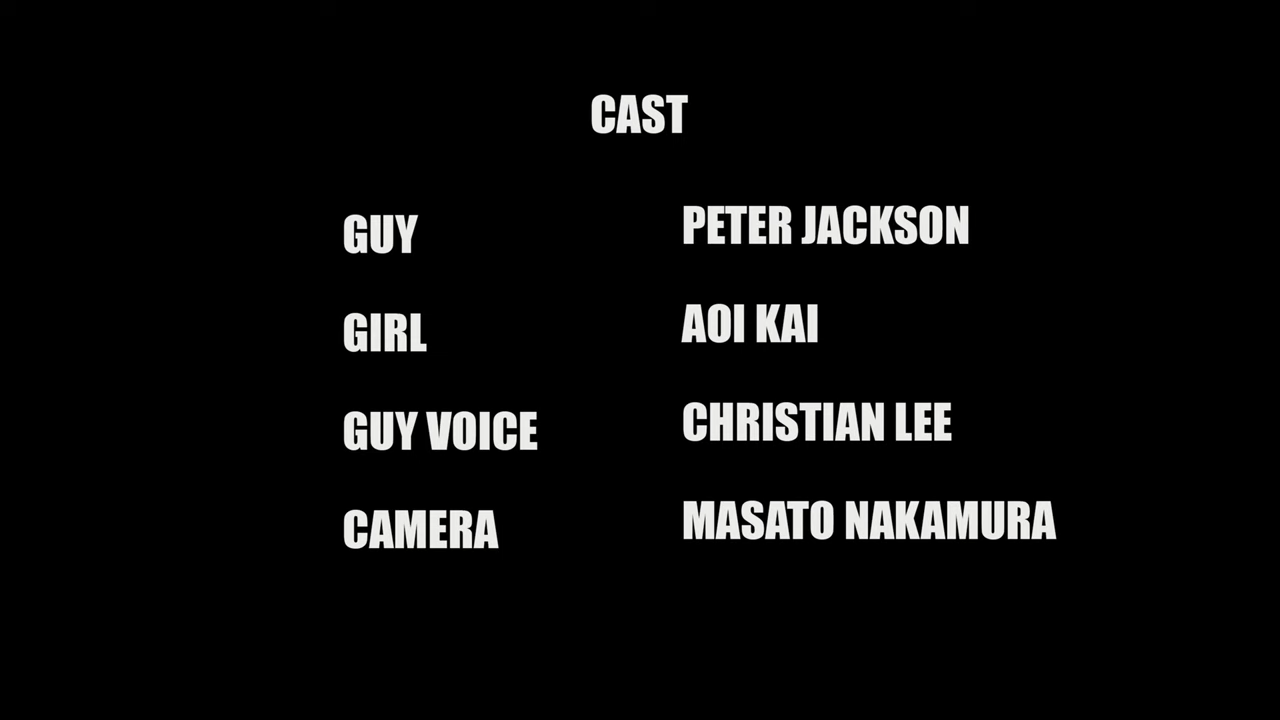 CAST
GUY PETER JACKSON
GIRL AOI KAI
GUY VOICE CHRISTIAN LEE
CAMERA MASATO NAKAMURA